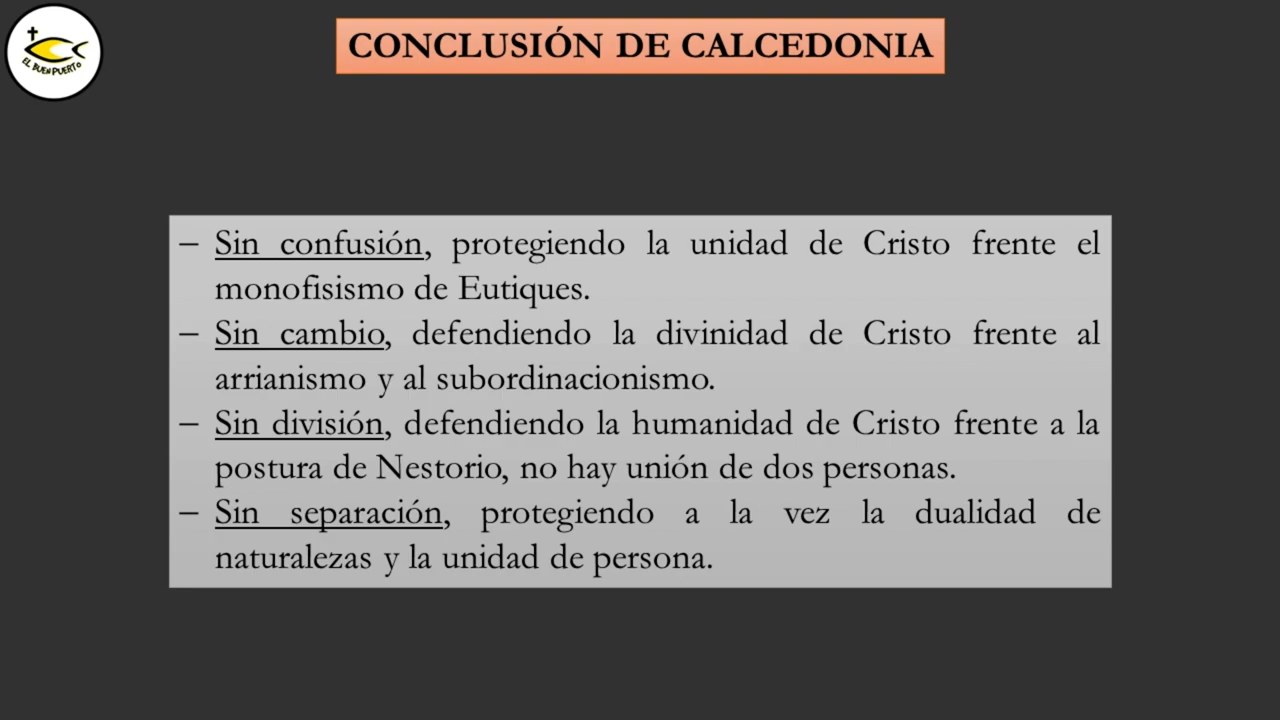 EL BUEN PUERTO
CONCLUSIÓN DE CALCEDONIA
– Sin confusión, protegiendo la unidad de Cristo frente el
monofisismo de Eutiques.
– Sin cambio, defendiendo la divinidad de Cristo frente al
arrianismo y al subordinacionismo.
– Sin división, defendiendo la humanidad de Cristo frente a la
postura de Nestorio, no hay unión de dos personas.
– Sin separación, protegiendo a la vez la dualidad de
naturalezas y la unidad de persona.